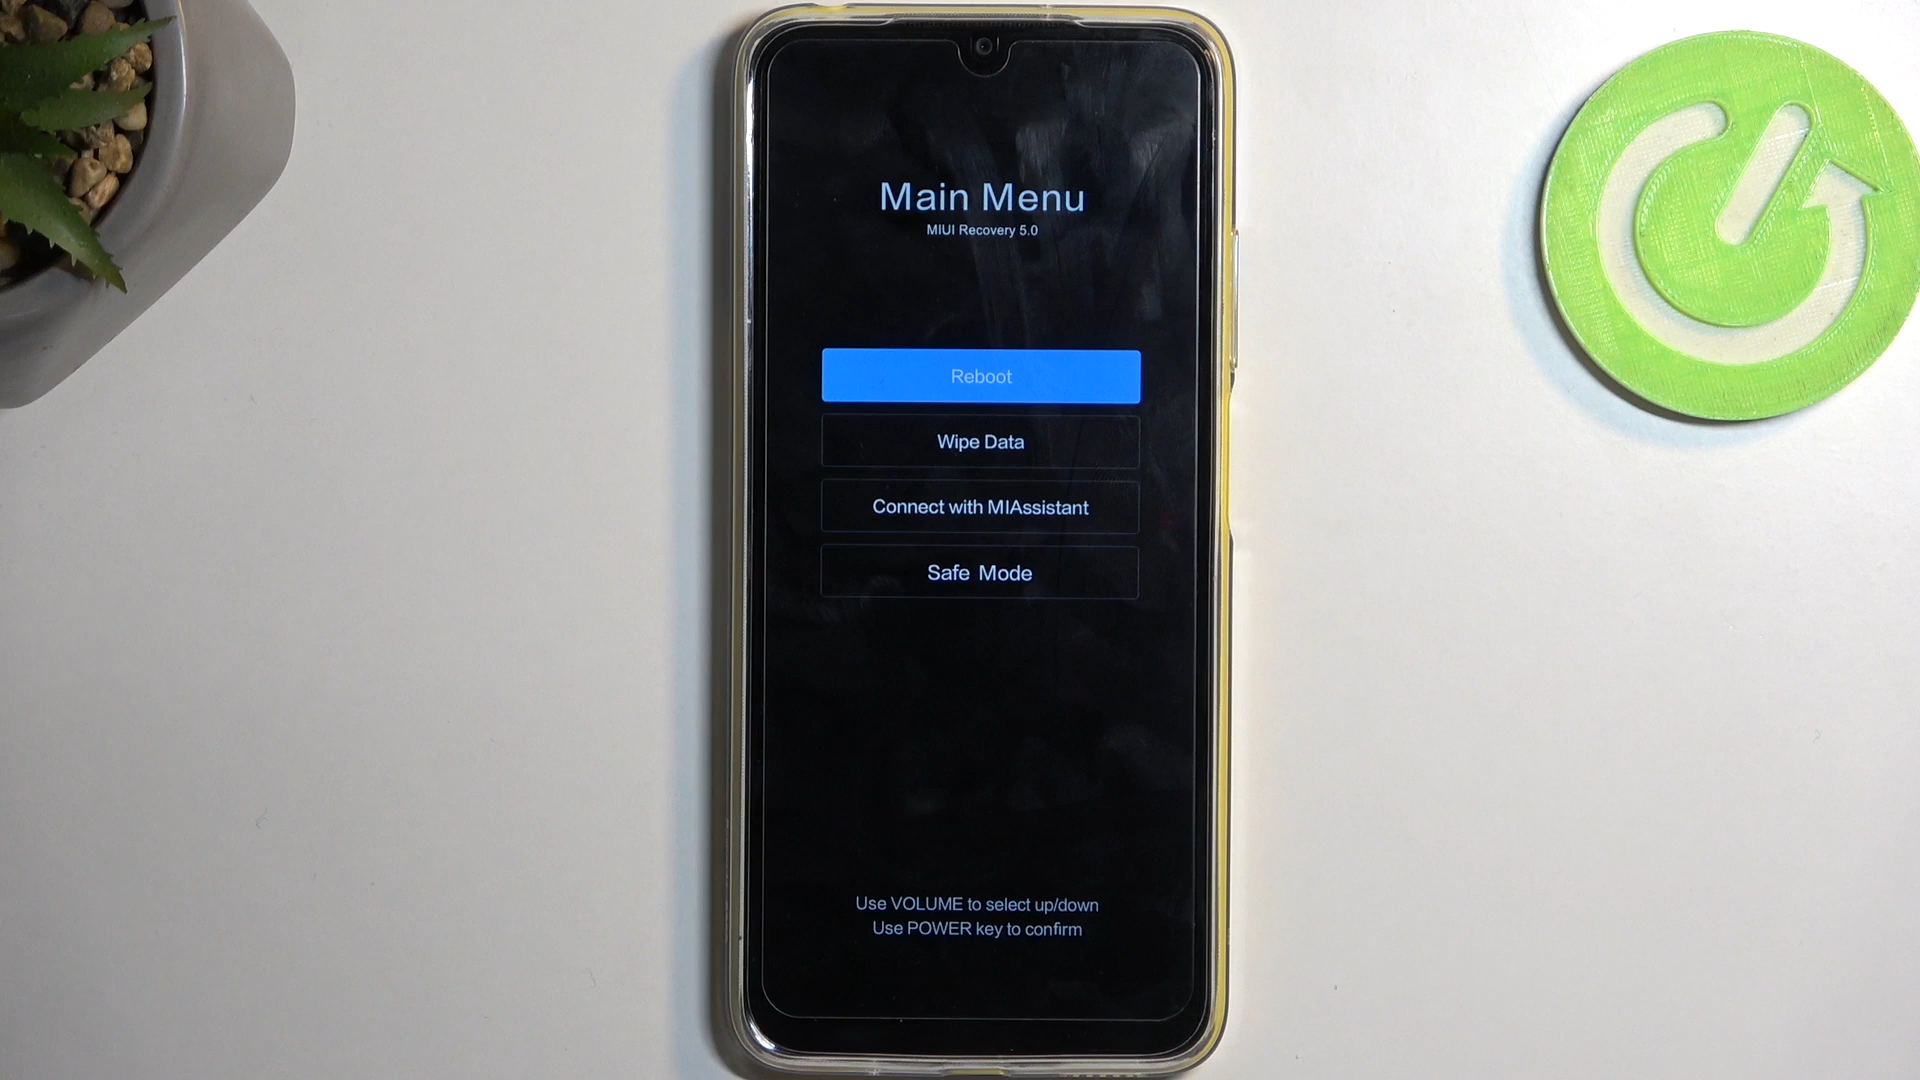 Main Menu
MIUI Recovery 5.0
Reboot
Wipe Data
Connect with MIAssistant
Safe Mode
Use VOLUME to select up/down
Use POWER key to confirm